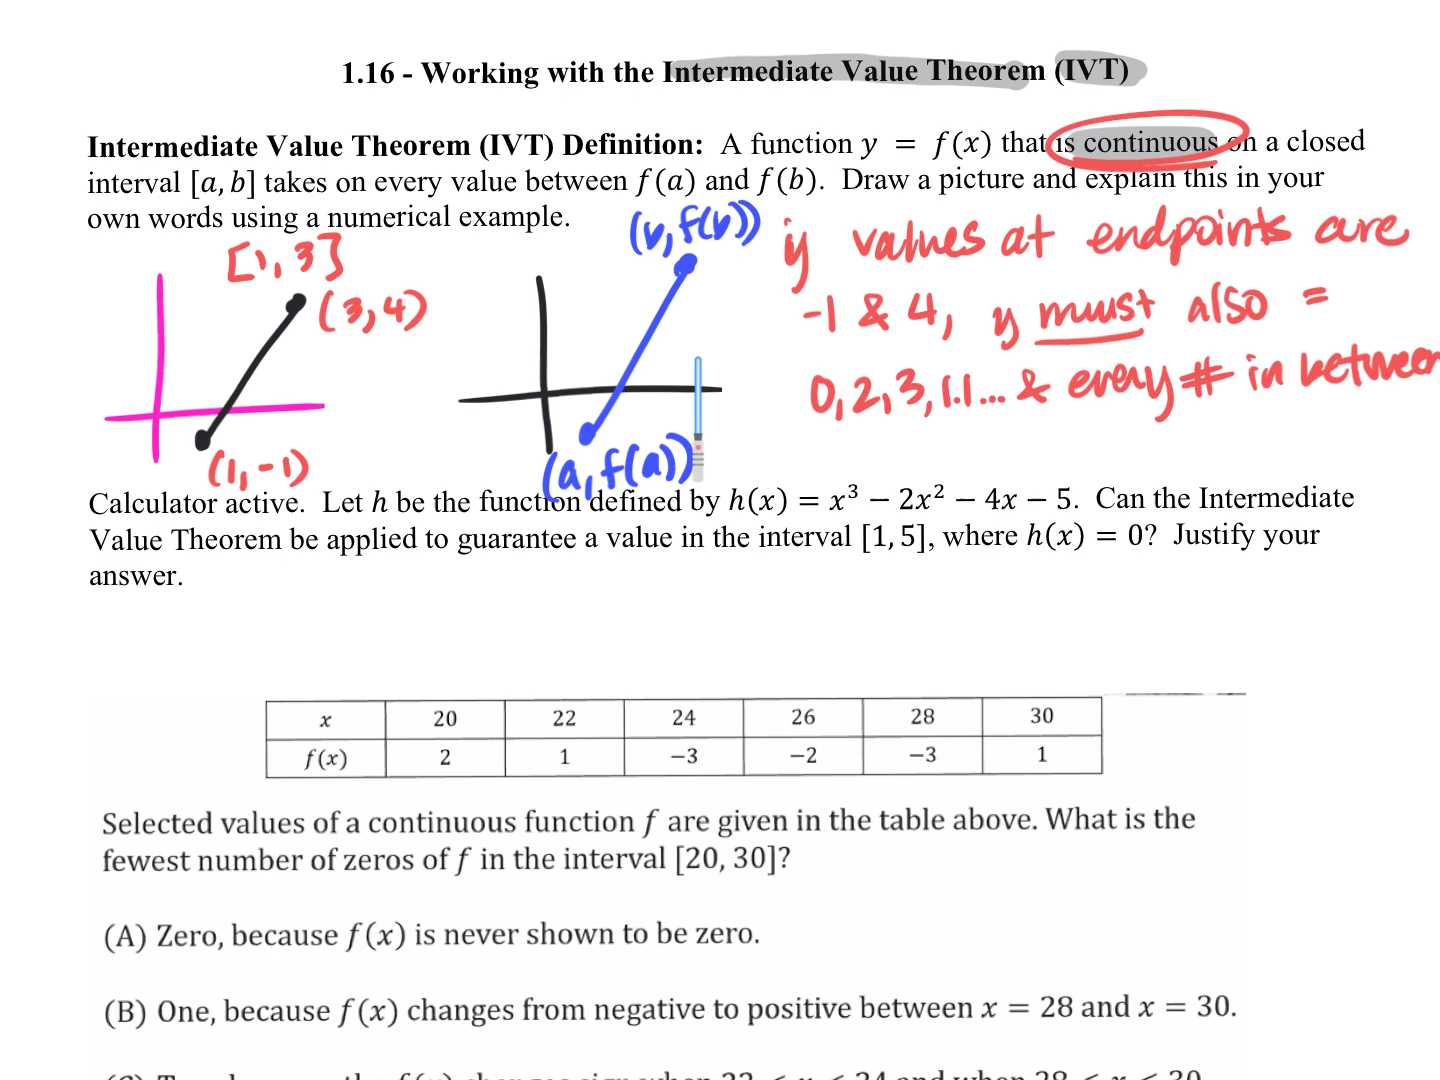 1.16 - Working with the Intermediate Value Theorem (IVT)
Intermediate Value Theorem (IVT) Definition: A function y = f(x) that is continuous on a closed
interval [a, b] takes on every value between f(a) and f(b). Draw a picture and explain this in your
own words using a numerical example.
[1, 3]
(3,4)
(1,-1)
(b, f(b))
(a, f(a))
y values at endpoints are
-1 & 4, y must also =
0, 2, 3, 1.1... & every # in between
Calculator active. Let h be the function defined by h(x) = x³ − 2x² − 4x − 5. Can the Intermediate
Value Theorem be applied to guarantee a value in the interval [1, 5], where h(x) = 0? Justify your
answer.
x 20 22 24 26 28 30
f(x) 2 1 −3 −2 −3 1
Selected values of a continuous function f are given in the table above. What is the
fewest number of zeros of f in the interval [20, 30]?
(A) Zero, because f(x) is never shown to be zero.
(B) One, because f(x) changes from negative to positive between x = 28 and x = 30.